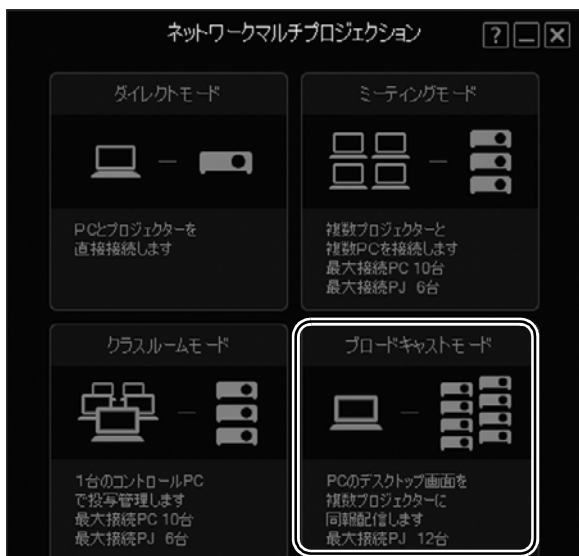 ネットワークマルチプロジェクション
?
ダイレクトモード
PCとプロジェクターを
直接接続します
ミーティングモード
複数プロジェクターと
複数PCを接続します
最大接続PC 10台
最大接続PJ 6台
クラスルームモード
1台のコントロールPC
で投写管理します
最大接続PC 10台
最大接続PJ 6台
ブロードキャストモード
PCのデスクトップ画面を
複数プロジェクターに
同報配信します
最大接続PJ 12台